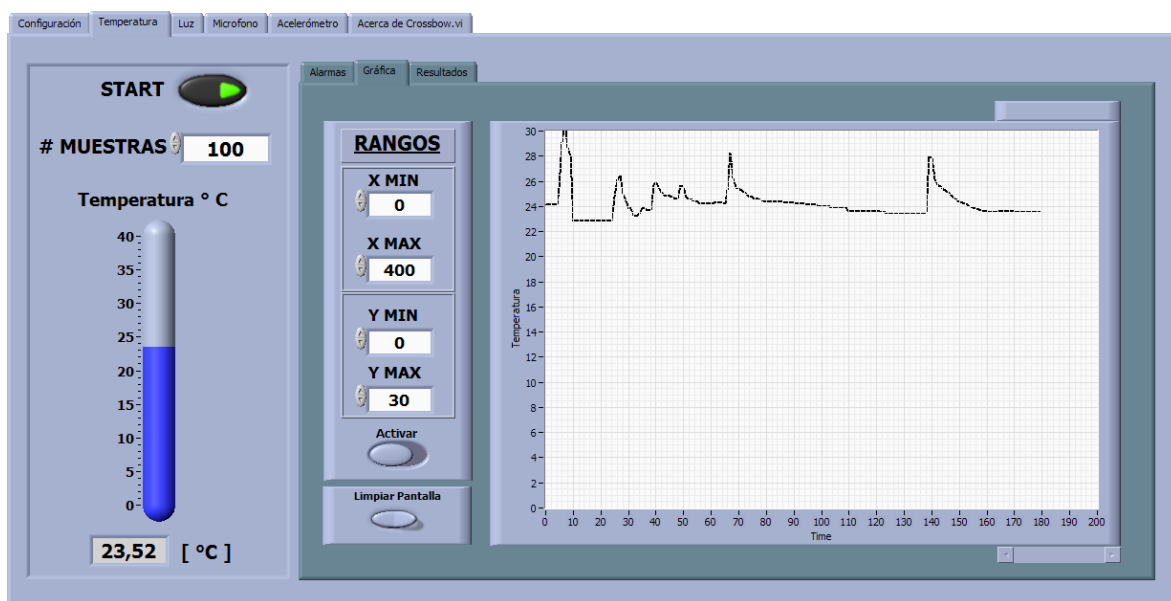 Configuración Temperatura Luz Microfono Acelerómetro Acerca de Crossbow.vi
START
# MUESTRAS 100
Temperatura ° C
40
35
30
25
20
15
10
5
0
23,52 [ °C ]
Alarmas Gráfica Resultados
RANGOS
X MIN
0
X MAX
400
Y MIN
0
Y MAX
30
Activar
Limpiar Pantalla
Temperatura
30
28
26
24
22
20
18
16
14
12
10
8
6
4
2
0
0 10 20 30 40 50 60 70 80 90 100 110 120 130 140 150 160 170 180 190 200
Time